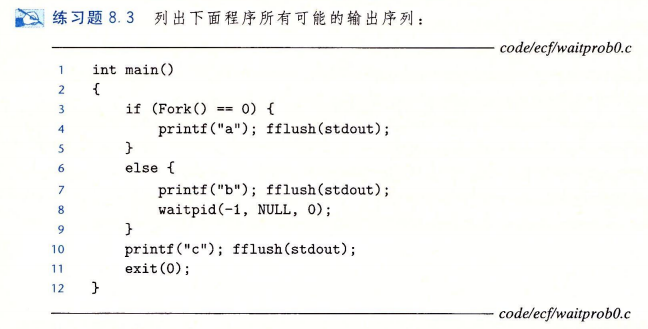 练习题 8.3 列出下面程序所有可能的输出序列：
code/ecf/waitprob0.c
1 int main()
2 {
3 if (Fork() == 0) {
4 printf("a"); fflush(stdout);
5 }
6 else {
7 printf("b"); fflush(stdout);
8 waitpid(-1, NULL, 0);
9 }
10 printf("c"); fflush(stdout);
11 exit(0);
12 }
code/ecf/waitprob0.c